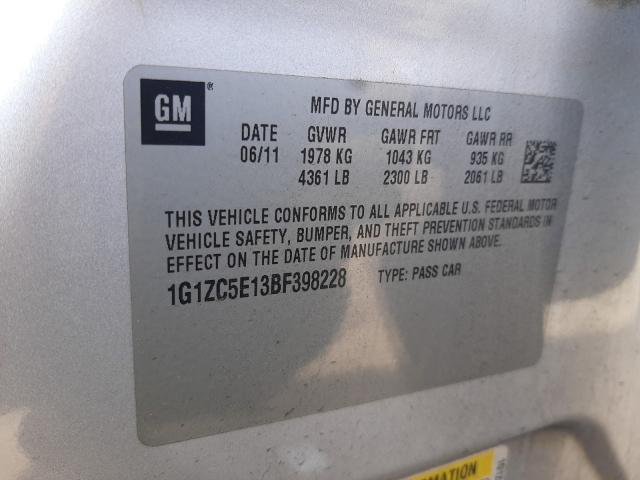 GM®
MFD BY GENERAL MOTORS LLC
DATE GVWR GAWR FRT GAWR RR
06/11 1978 KG 1043 KG 935 KG
4361 LB 2300 LB 2061 LB
THIS VEHICLE CONFORMS TO ALL APPLICABLE U.S. FEDERAL MOTOR
VEHICLE SAFETY, BUMPER, AND THEFT PREVENTION STANDARDS IN
EFFECT ON THE DATE OF MANUFACTURE SHOWN ABOVE.
1G1ZC5E13BF398228 TYPE: PASS CAR